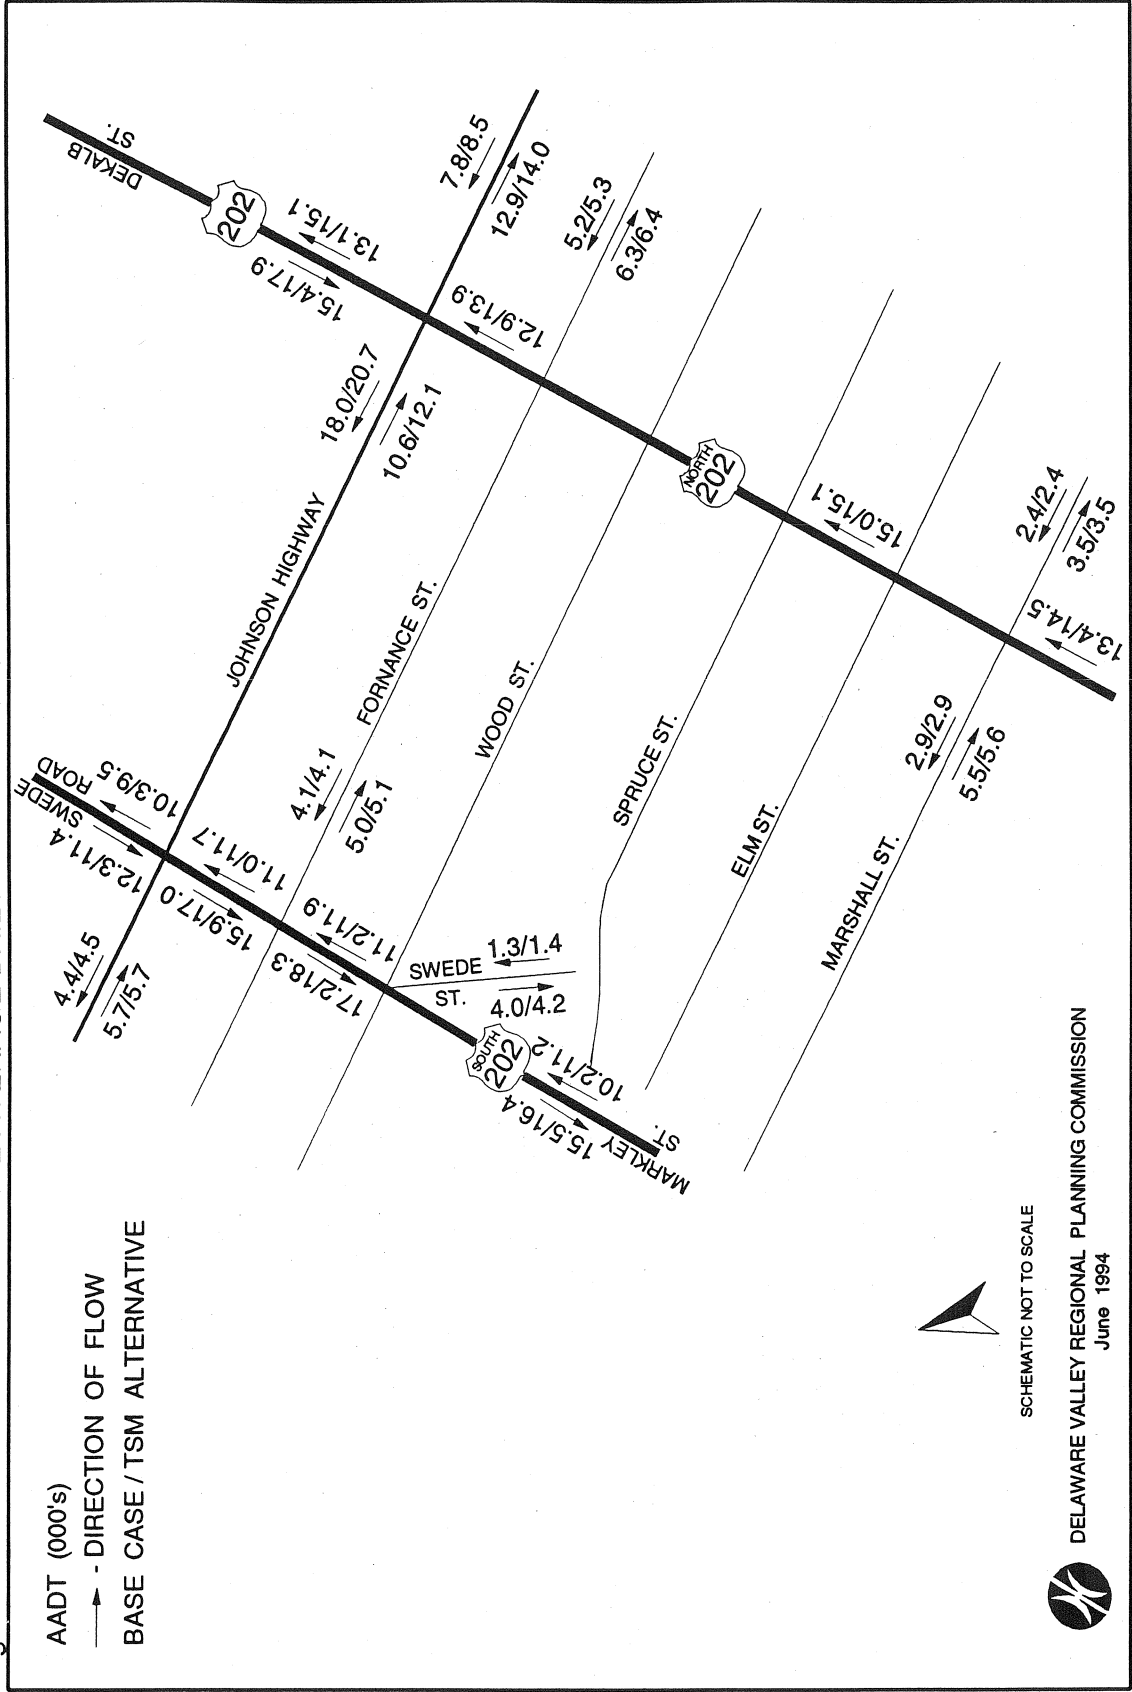 AADT (000's)
- DIRECTION OF FLOW
BASE CASE / TSM ALTERNATIVE
DEKALB
ST.
202
13.1/15.1
15.4/17.9
7.8/8.5
12.9/14.0
18.0/20.7
10.6/12.1
12.9/13.9
5.2/5.3
6.3/6.4
JOHNSON HIGHWAY
SWEDE
ROAD
10.3/9.5
12.3/11.4
4.4/4.5
5.7/5.7
11.0/11.7
15.9/17.0
FORNANCE ST.
4.1/4.1
5.0/5.1
11.2/11.9
17.2/18.3
WOOD ST.
SWEDE
ST.
1.3/1.4
4.0/4.2
SOUTH
202
10.2/11.2
15.5/16.4
MARKLEY
ST.
SPRUCE ST.
NORTH
202
15.0/15.1
ELM ST.
MARSHALL ST.
2.9/2.9
5.5/5.6
2.4/2.4
3.5/3.5
13.4/14.5
SCHEMATIC NOT TO SCALE
DELAWARE VALLEY REGIONAL PLANNING COMMISSION
June 1994